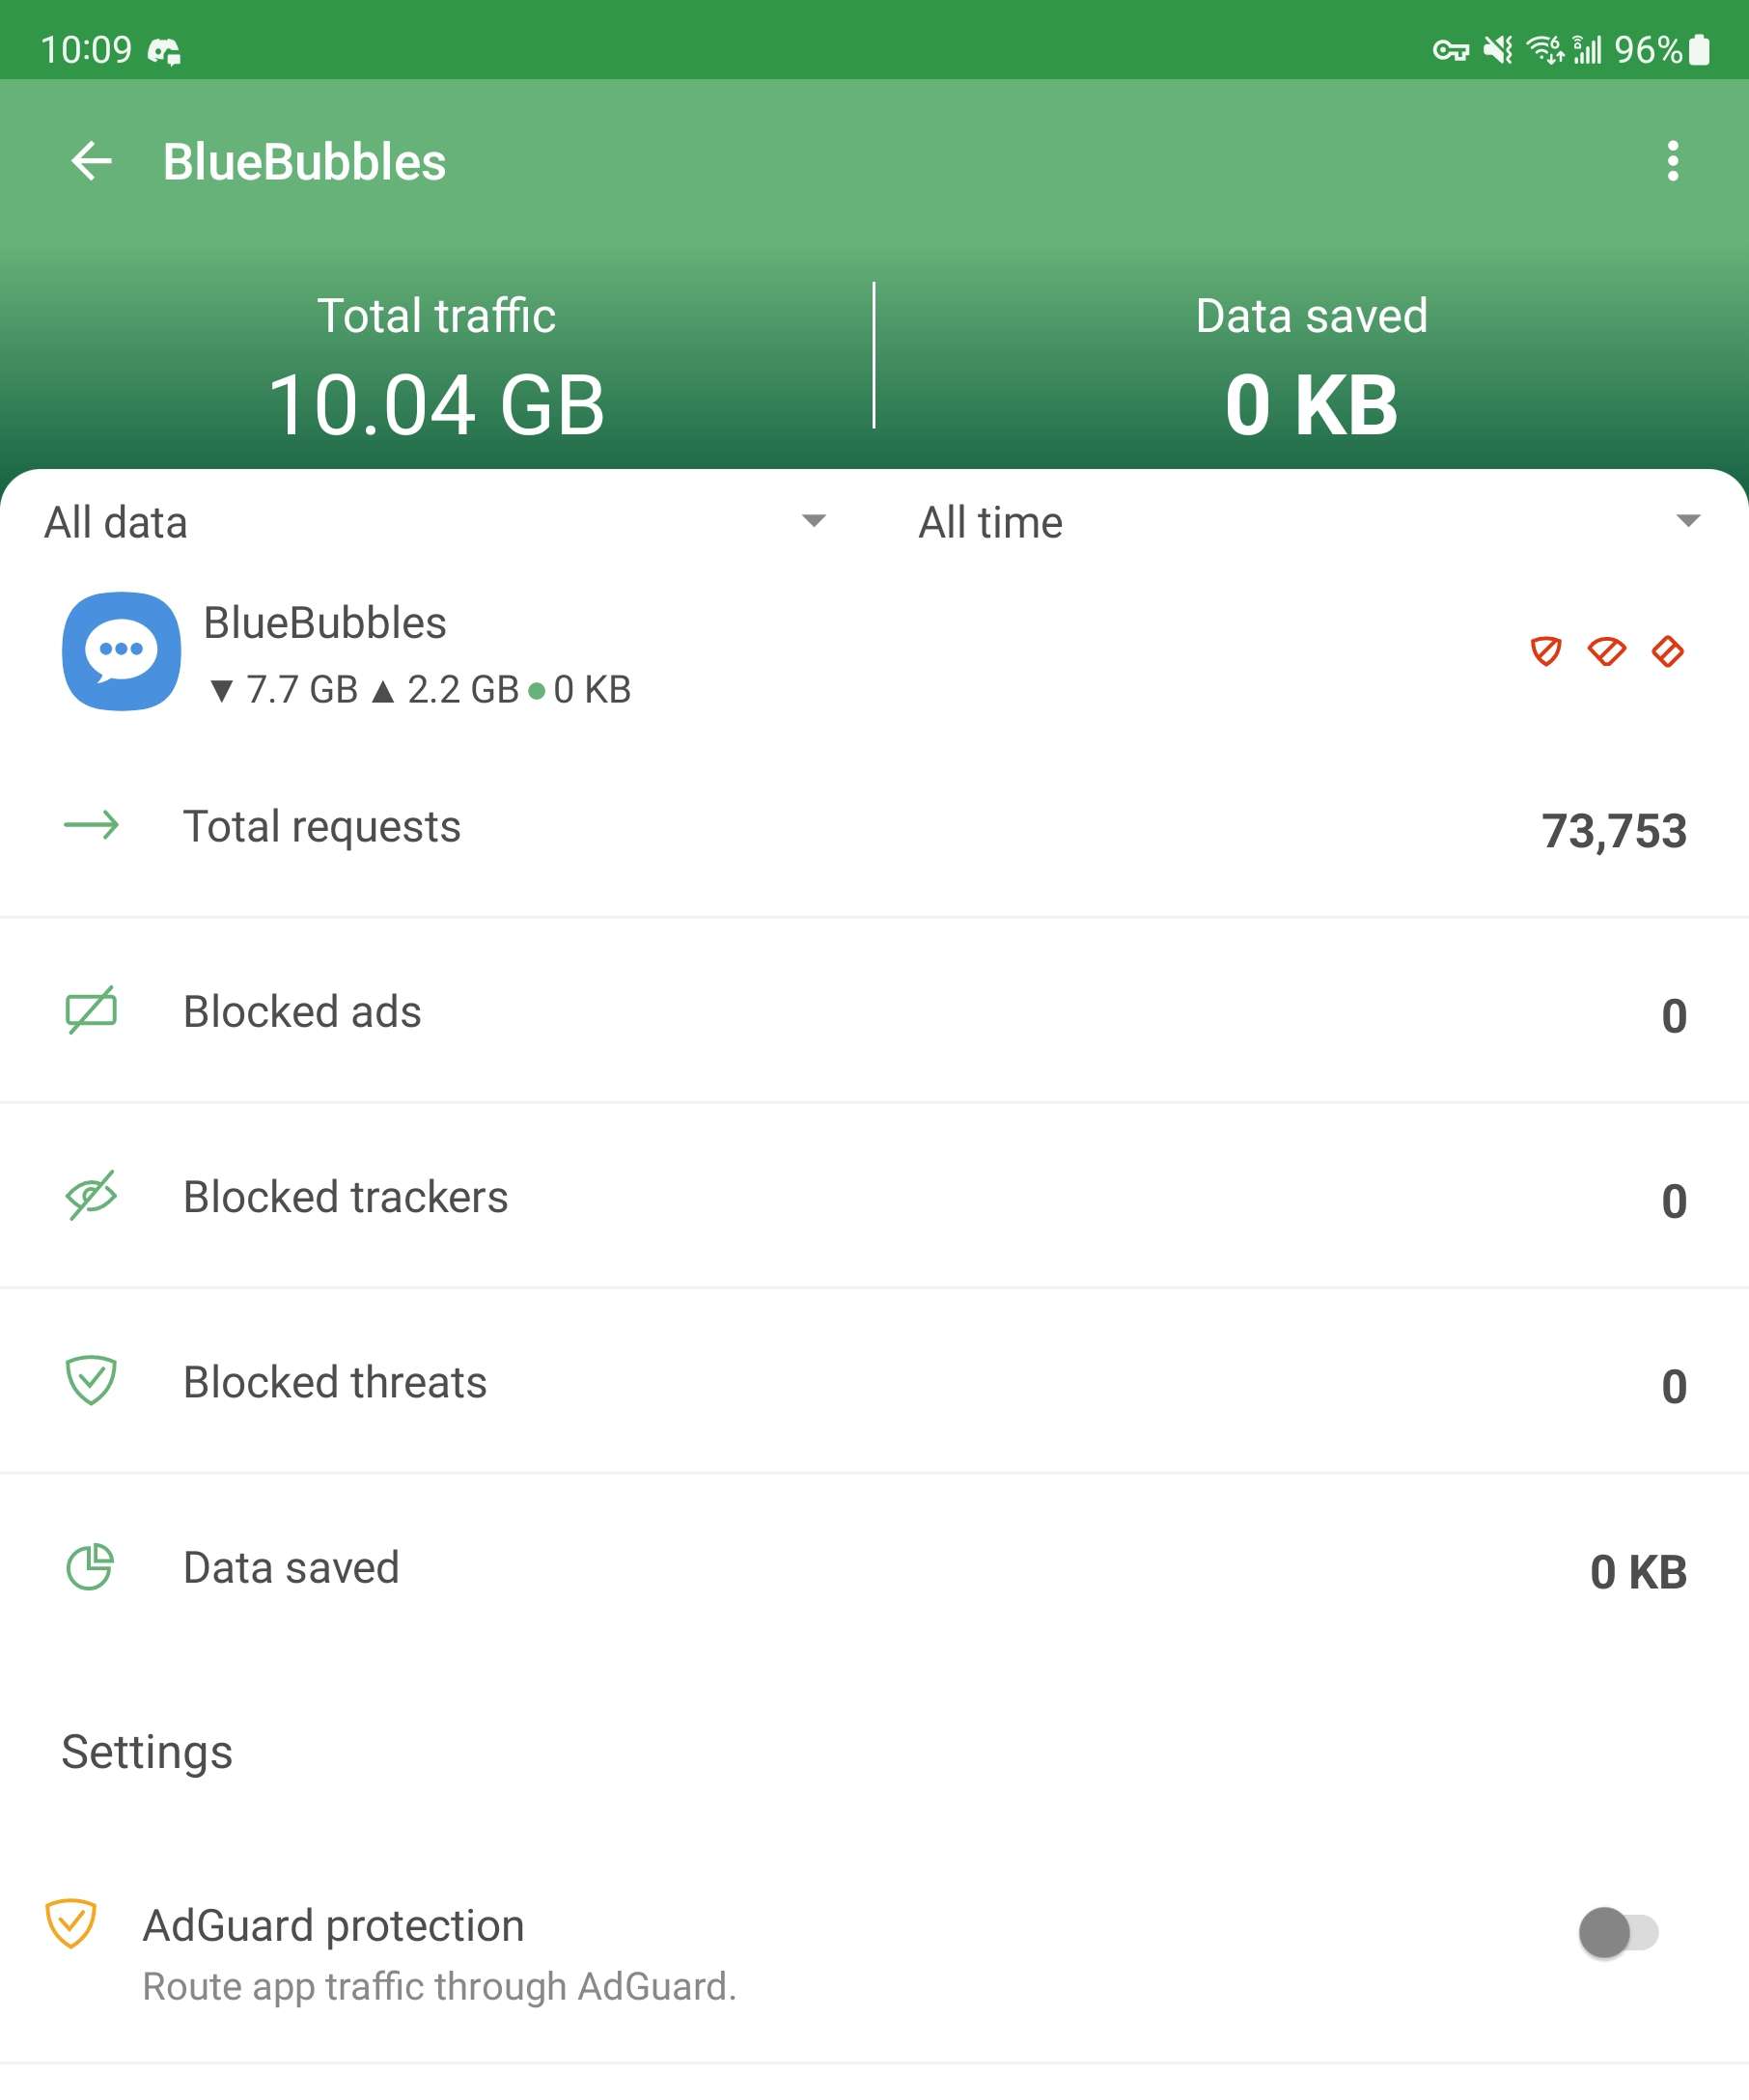 10:09 96%
BlueBubbles
Total traffic
10.04 GB
Data saved
0 KB
All data
All time
BlueBubbles
▼ 7.7 GB ▲ 2.2 GB ● 0 KB
Total requests 73,753
Blocked ads 0
Blocked trackers 0
Blocked threats 0
Data saved 0 KB
Settings
AdGuard protection
Route app traffic through AdGuard.